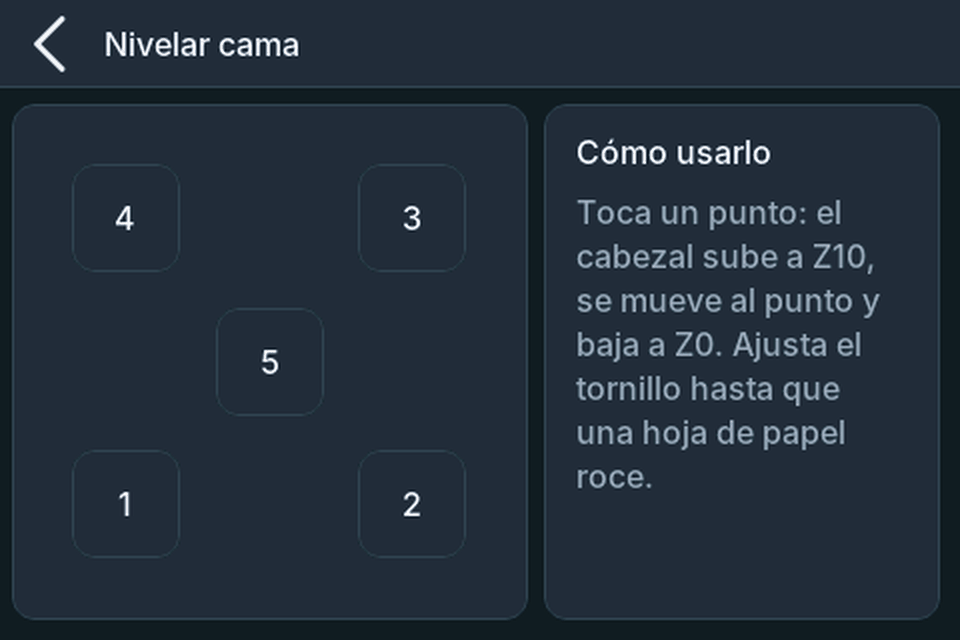 Nivelar cama
4
3
5
1
2
Cómo usarlo
Toca un punto: el
cabezal sube a Z10,
se mueve al punto y
baja a Z0. Ajusta el
tornillo hasta que
una hoja de papel
roce.